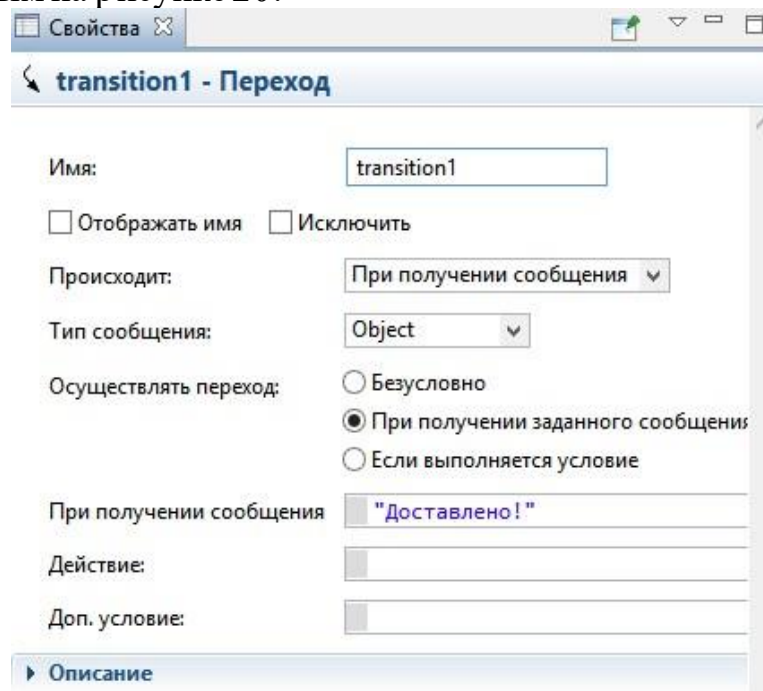 Свойства
transition1 - Переход
Имя: transition1
Отображать имя Исключить
Происходит: При получении сообщения
Тип сообщения: Object
Осуществлять переход: Безусловно
При получении заданного сообщения
Если выполняется условие
При получении сообщения "Доставлено!"
Действие:
Доп. условие:
Описание